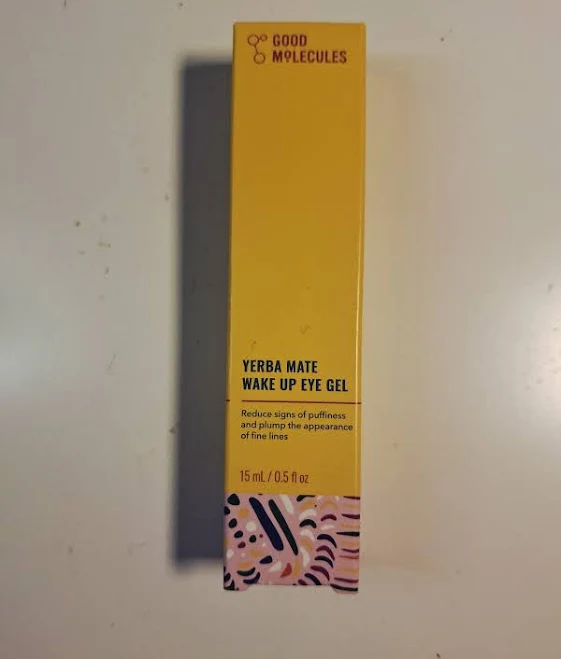 GOOD
MOLECULES
YERBA MATE
WAKE UP EYE GEL
Reduce signs of puffiness
and plump the appearance
of fine lines
15 mL / 0.5 fl oz